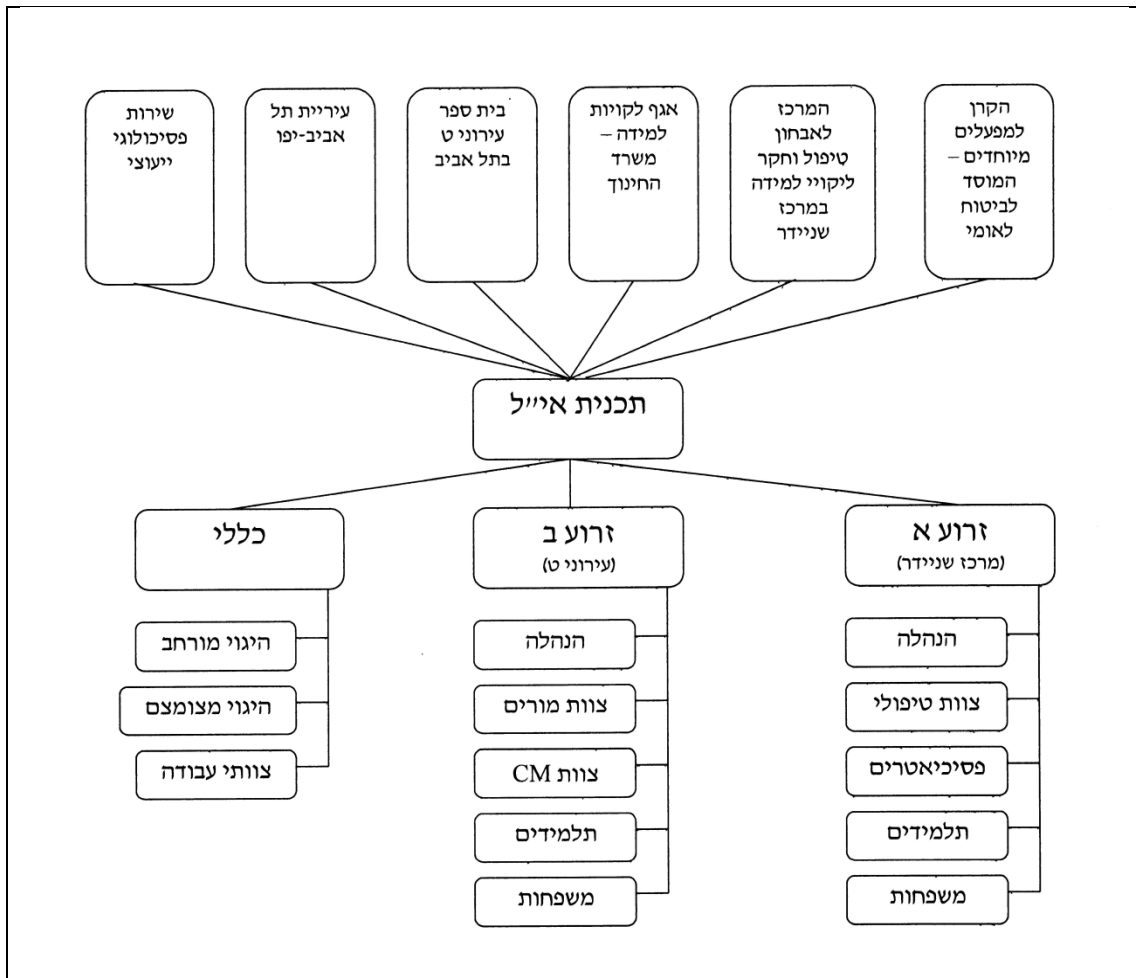 הקרן
למפעלים
מיוחדים –
המוסד
לביטוח
לאומי
המרכז
לאבחון
טיפול וחקר
ליקויי למידה
במרכז
שניידר
אגף לקויות
למידה –
משרד
החינוך
בית ספר
עירוני ט
בתל אביב
עיריית תל
אביב-יפו
שירות
פסיכולוגי
ייעוצי
תכנית אי״ל
זרוע א
(מרכז שניידר)
הנהלה
צוות טיפולי
פסיכיאטרים
תלמידים
משפחות
זרוע ב
(עירוני ט)
הנהלה
צוות מורים
צוות CM
תלמידים
משפחות
כללי
היגוי מורחב
היגוי מצומצם
צוותי עבודה